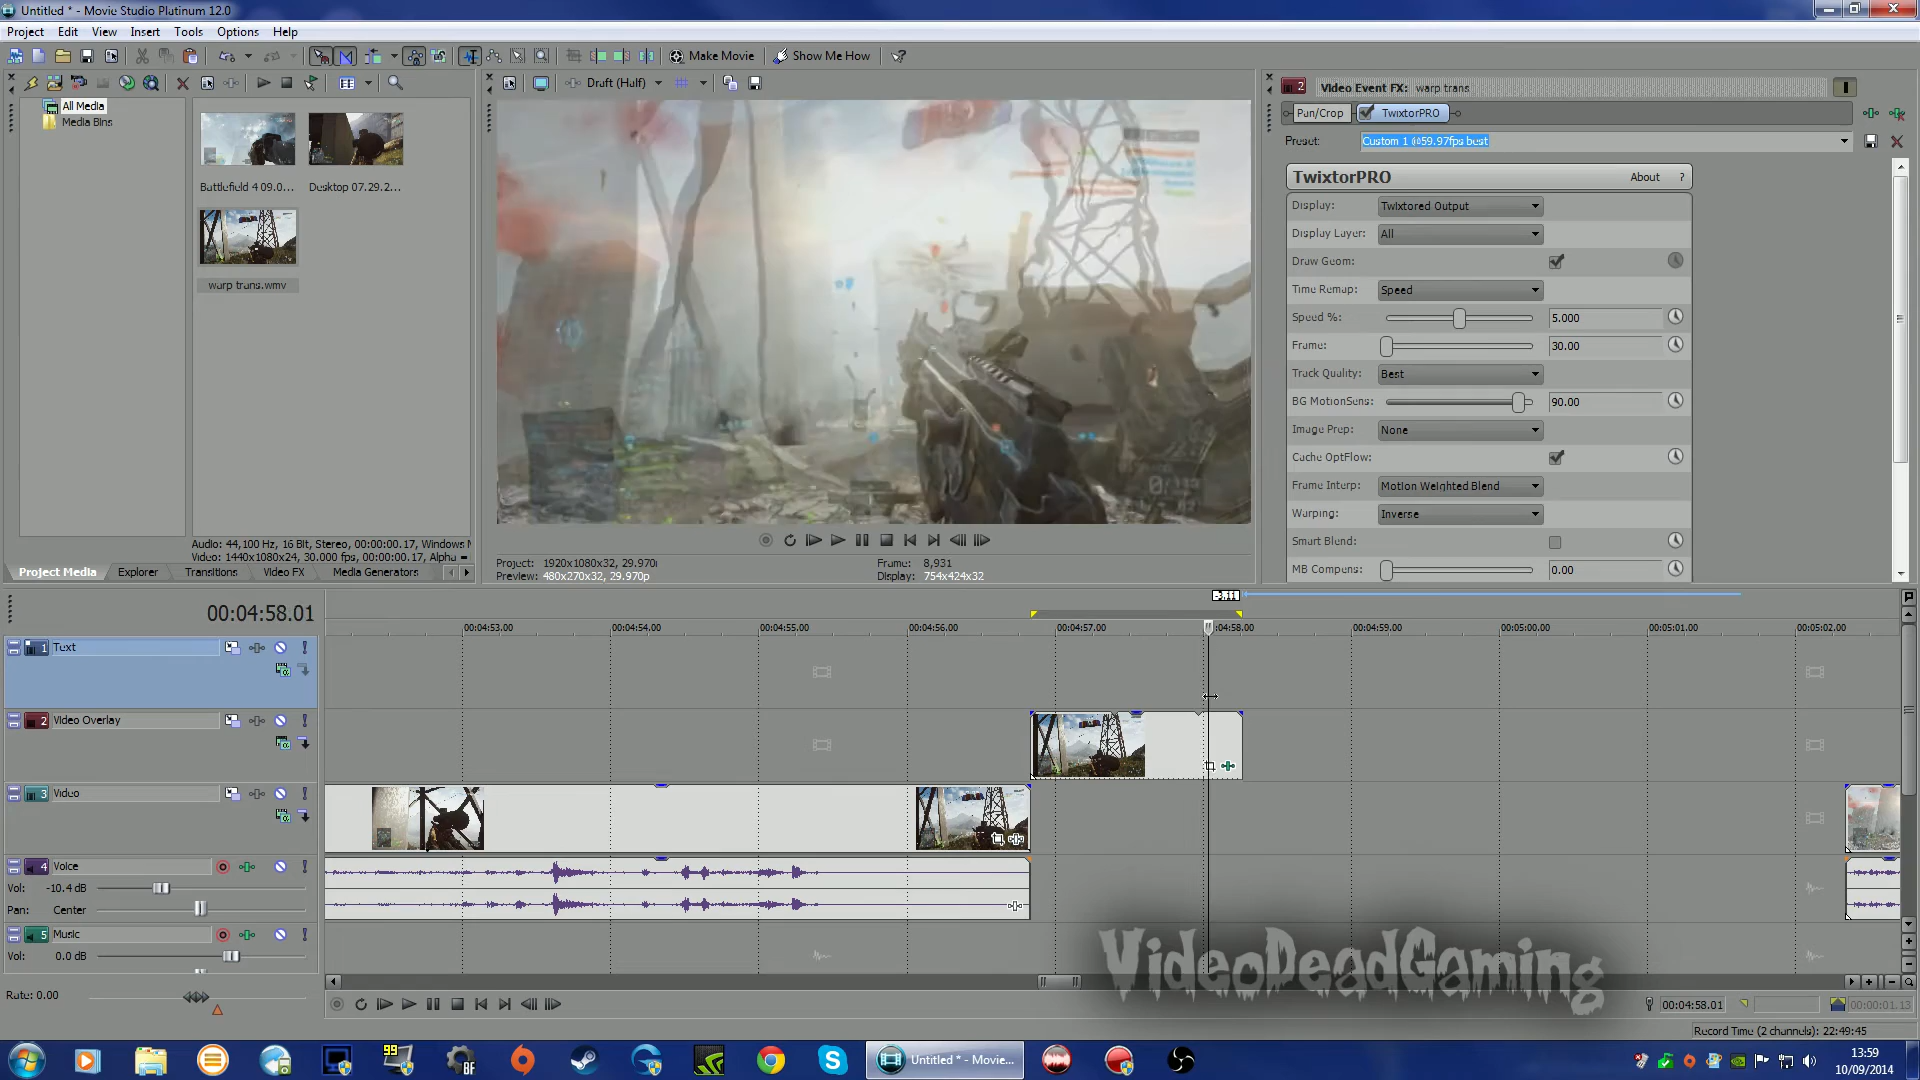 Untitled * - Movie Studio Platinum 12.0
File Edit View Insert Tools Options Help
Make Movie
Show Me How
Draft (Half)
All Media
Media Bins
Battlefield 4 09.0...
Desktop 07.29.2...
warp trans.wmv
Audio: 44,100 Hz, 16 Bit, Stereo, 00:00:00.17, Windows M
Video: 1440x1080x24, 30.000 fps, 00:00:00.17, Alpha =
Project Media Explorer Transitions Video FX Media Generators
Project: 1920x1080x32, 29.970i
Preview: 480x270x32, 29.970p
Frame: 8,931
Display: 754x424x32
2 Video Event FX: warp trans
Pan/Crop TwixtorPRO
Preset: Custom 1 @59.97fps best
TwixtorPRO About ?
Display: Twixtored Output
Display Layer: All
Draw Geom:
Time Remap: Speed
Speed %: 5.000
Frame: 30.00
Track Quality: Best
BG MotionSens: 90.00
Image Prep: None
Cache OptFlow:
Frame Interp: Motion Weighted Blend
Warping: Inverse
Smart Blend:
MB Compens: 0.00
00:04:58.01
-3.11
00:04:53.00 00:04:54.00 00:04:55.00 00:04:56.00 00:04:57.00 :04:58.00 00:04:59.00 00:05:00.00 00:05:01.00 00:05:02.00
1 Text
2 Video Overlay
3 Video
4 Voice
Vol: -10.4 dB
Pan: Center
5 Music
Vol: 0.0 dB
Rate: 0.00
VideoDeadGaming
00:04:58.01
00:00:01.13
Record Time (2 channels): 22:49:45
99
BF
Untitled * - Movie...
13:59
10/09/2014